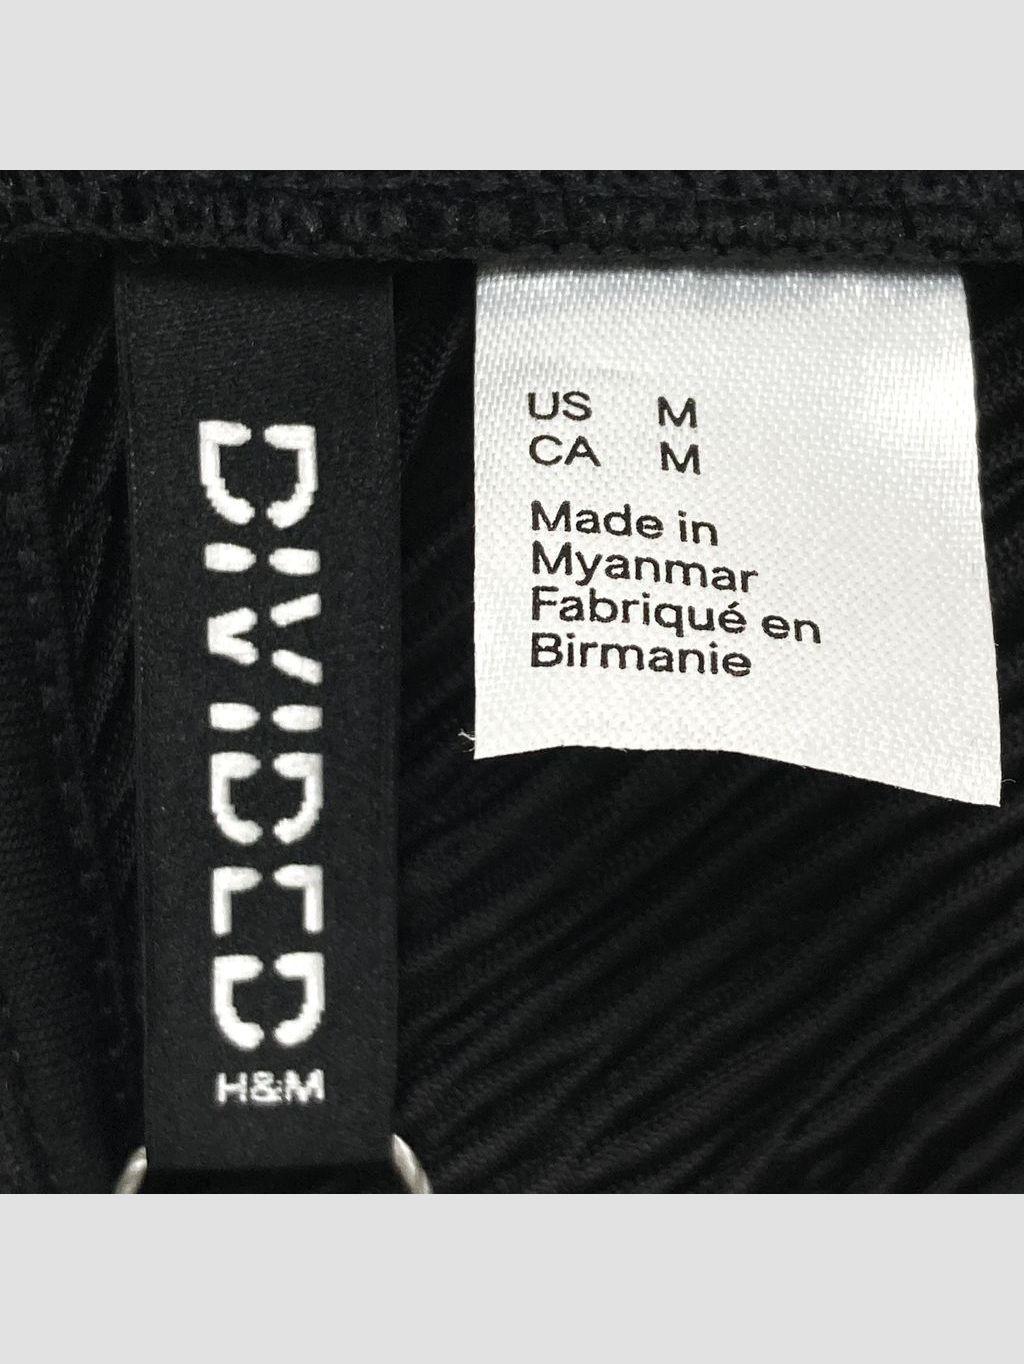 DIVIDED
H&M
US M
CA M
Made in
Myanmar
Fabriqué en
Birmanie